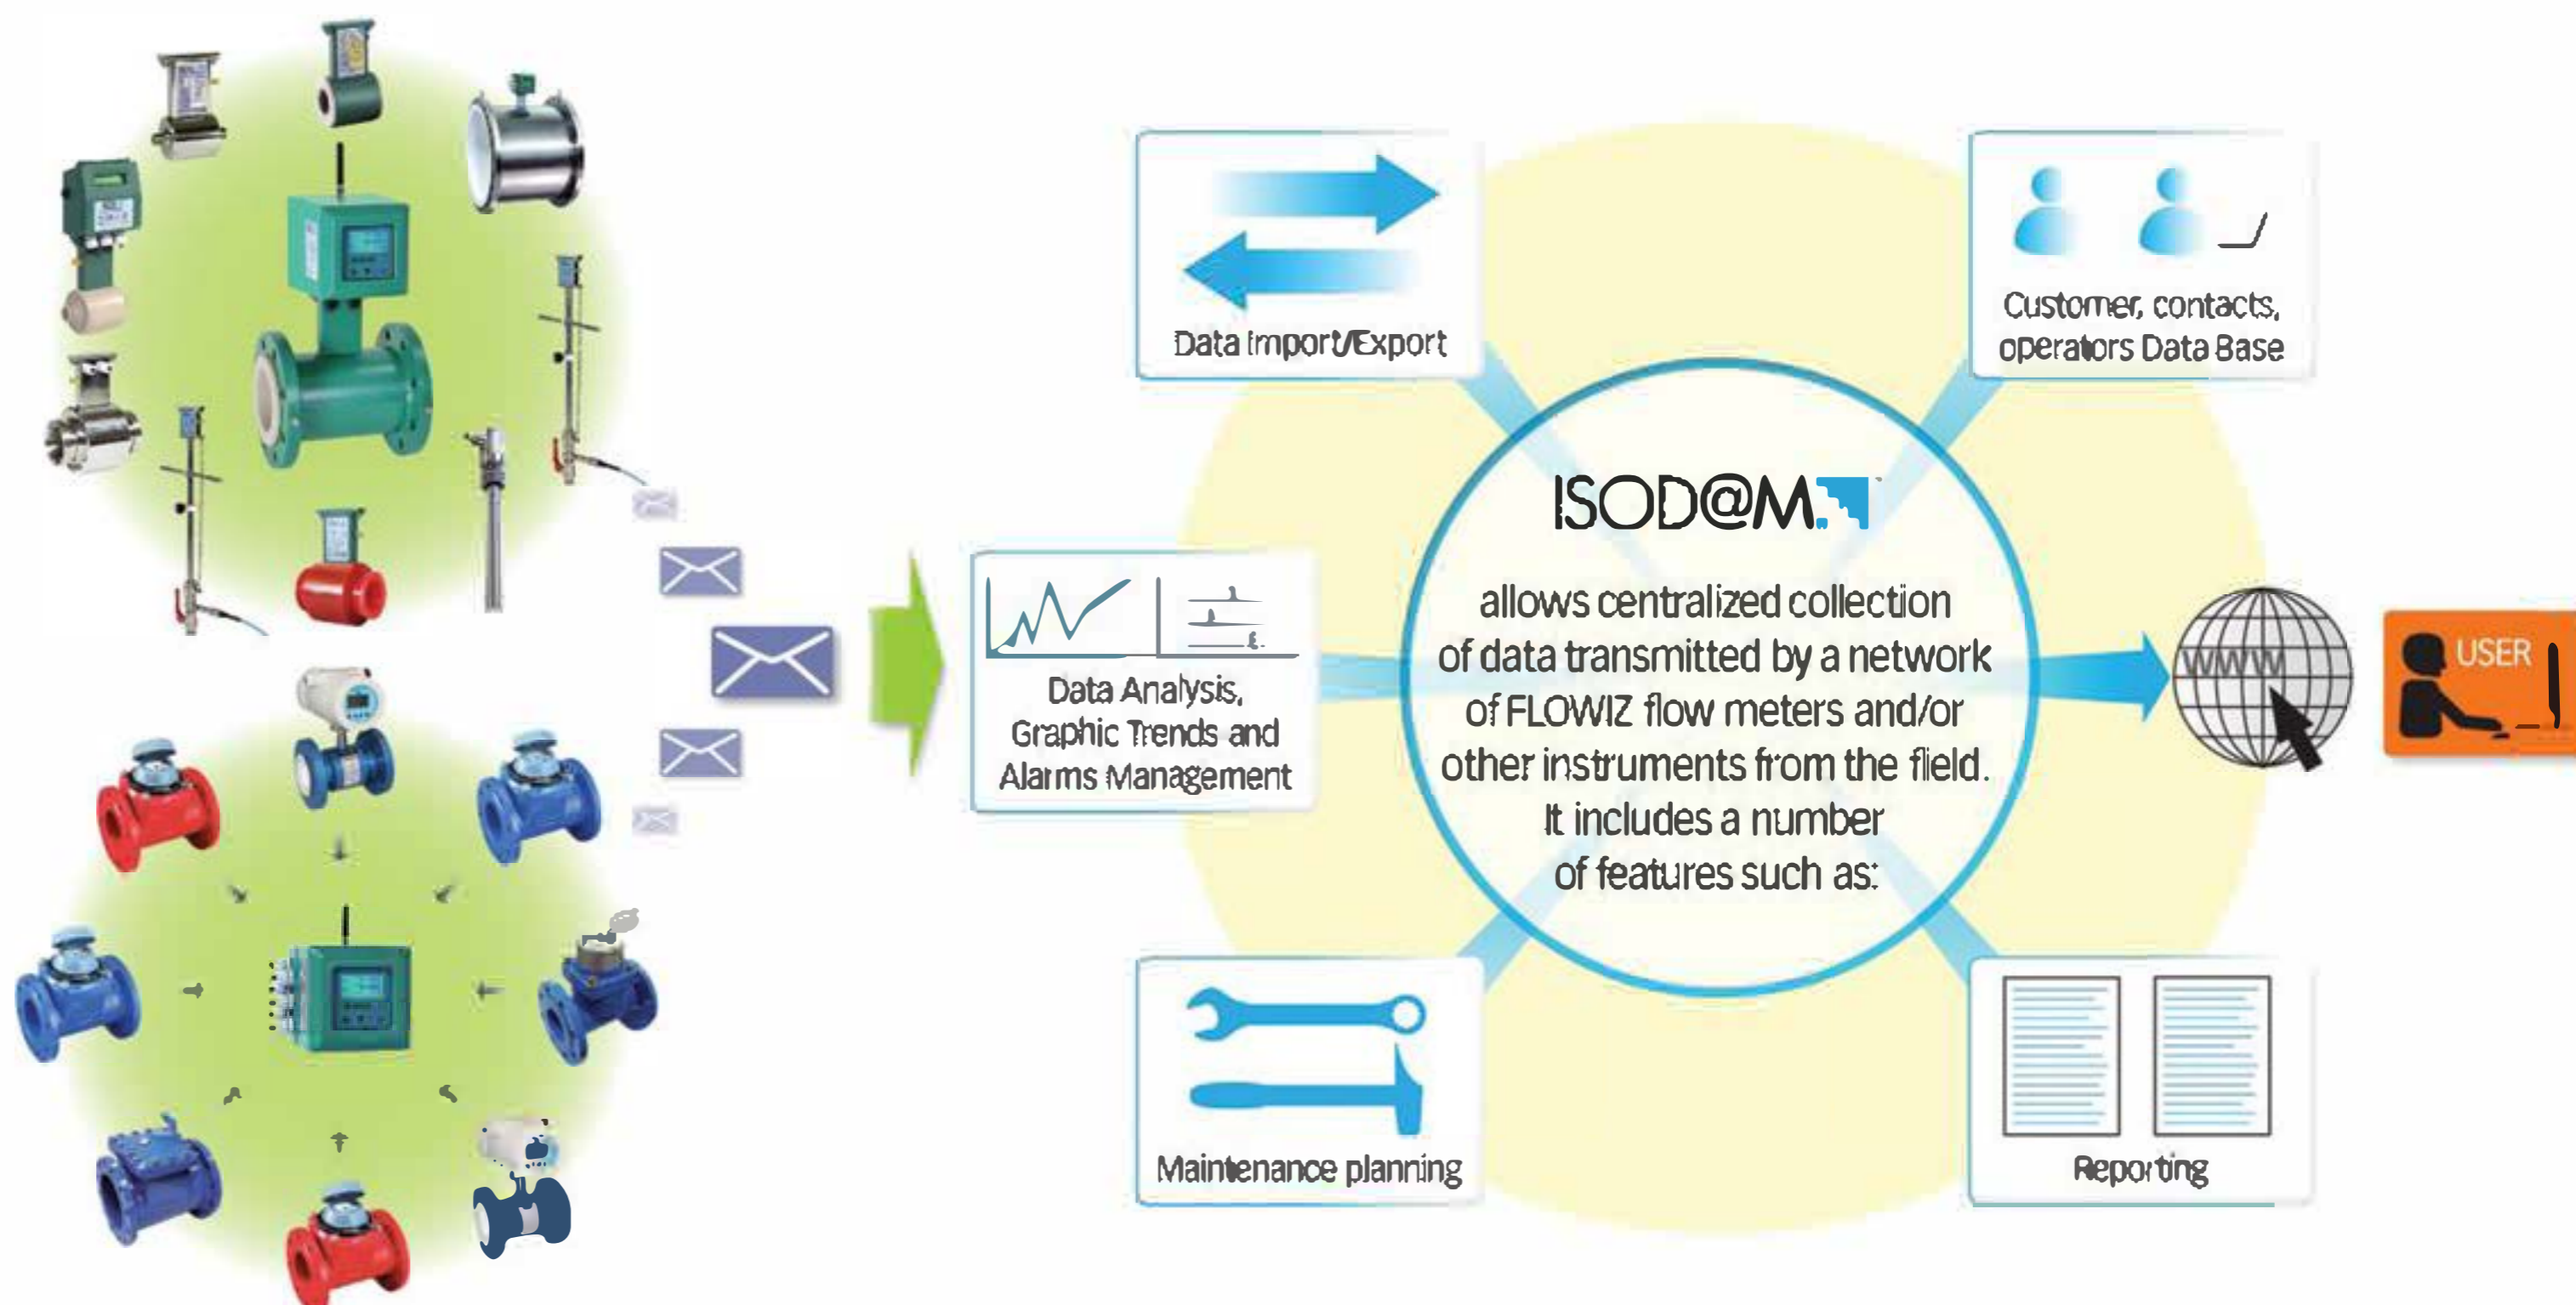 Data Import/Export
Customer, contacts,
operators Data Base
ISOD@M
allows centralized collection
of data transmitted by a network
of FLOWIZ flow meters and/or
other instruments from the field.
It includes a number
of features such as:
Data Analysis,
Graphic Trends and
Alarms Management
WWW
USER
Maintenance planning
Reporting